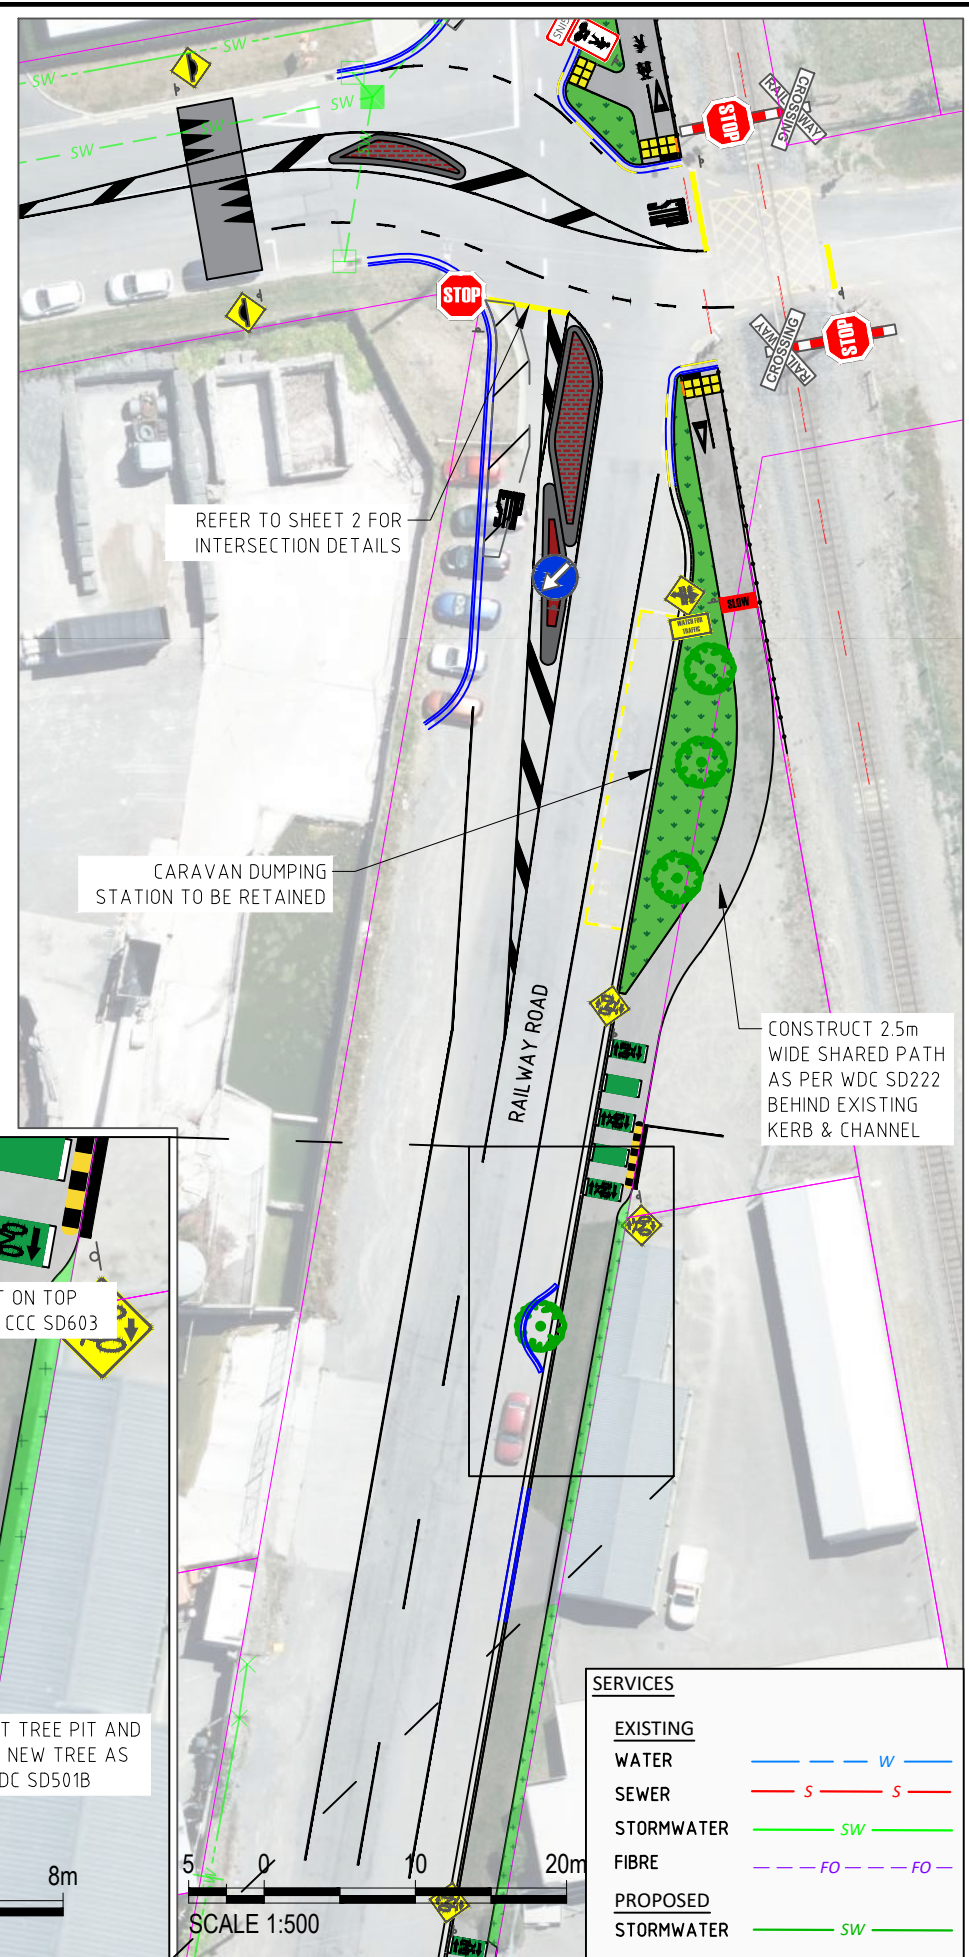 SW
SW
SW
SW
SW
RAILWAY
CROSSING
STOP
STOP
STOP
RAILWAY
CROSSING
STOP
REFER TO SHEET 2 FOR
INTERSECTION DETAILS
SLOW
WATCH FOR
TRAFFIC
CARAVAN DUMPING
STATION TO BE RETAINED
RAILWAY ROAD
CONSTRUCT 2.5m
WIDE SHARED PATH
AS PER WDC SD222
BEHIND EXISTING
KERB & CHANNEL
T ON TOP
CCC SD603
T TREE PIT AND
NEW TREE AS
DC SD501B
8m
5 0 10 20m
SCALE 1:500
SERVICES
EXISTING
WATER W
SEWER S S
STORMWATER SW
FIBRE FO FO
PROPOSED
STORMWATER SW